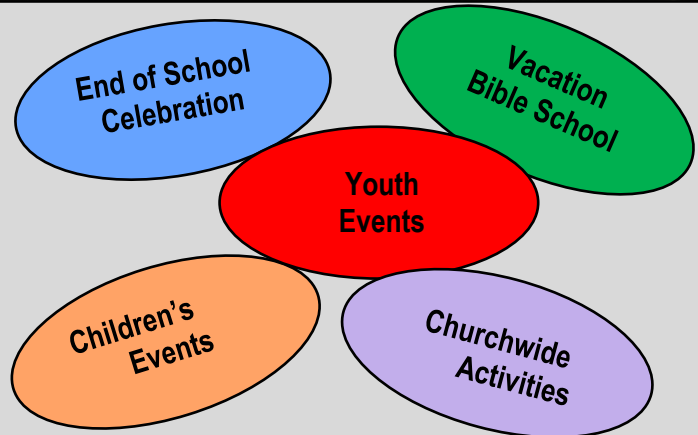 End of School
Celebration
Vacation
Bible School
Youth
Events
Children’s
Events
Churchwide
Activities